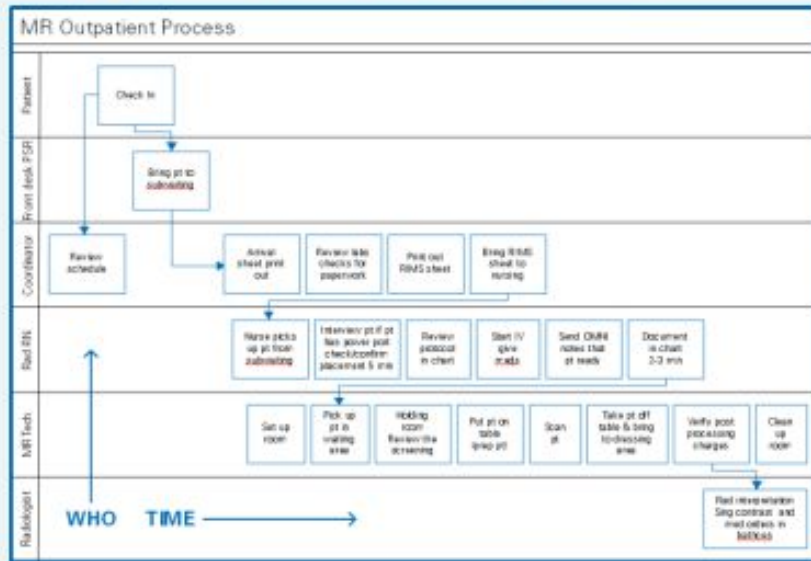 MR Outpatient Process
Patient
Check In
Front desk PSR
Bring pt to
subwaiting
Coordinator
Review
schedule
Arrival
sheet print
out
Review labs
checks for
paperwork
Print out
RIMS sheet
Bring RIMS
sheet to
nursing
Rad RN
Nurse picks
up pt from
subwaiting
Interview pt if pt
has power port
check/confirm
placement 5 min
Review
protocol
in chart
Start IV
give
meds
Send OMNI
notes that
pt ready
Document
in chart
2-3 min
MR Tech
Set up
room
Pick up
pt in
waiting
area
Holding
room
Review the
screening
Put pt on
table
(prep pt)
Scan
pt
Take pt off
table & bring
to dressing
area
Verify post
processing
charges
Clean
up room
Radiologist
WHO TIME
Rad interpretation
Sing contrast and
med orders in